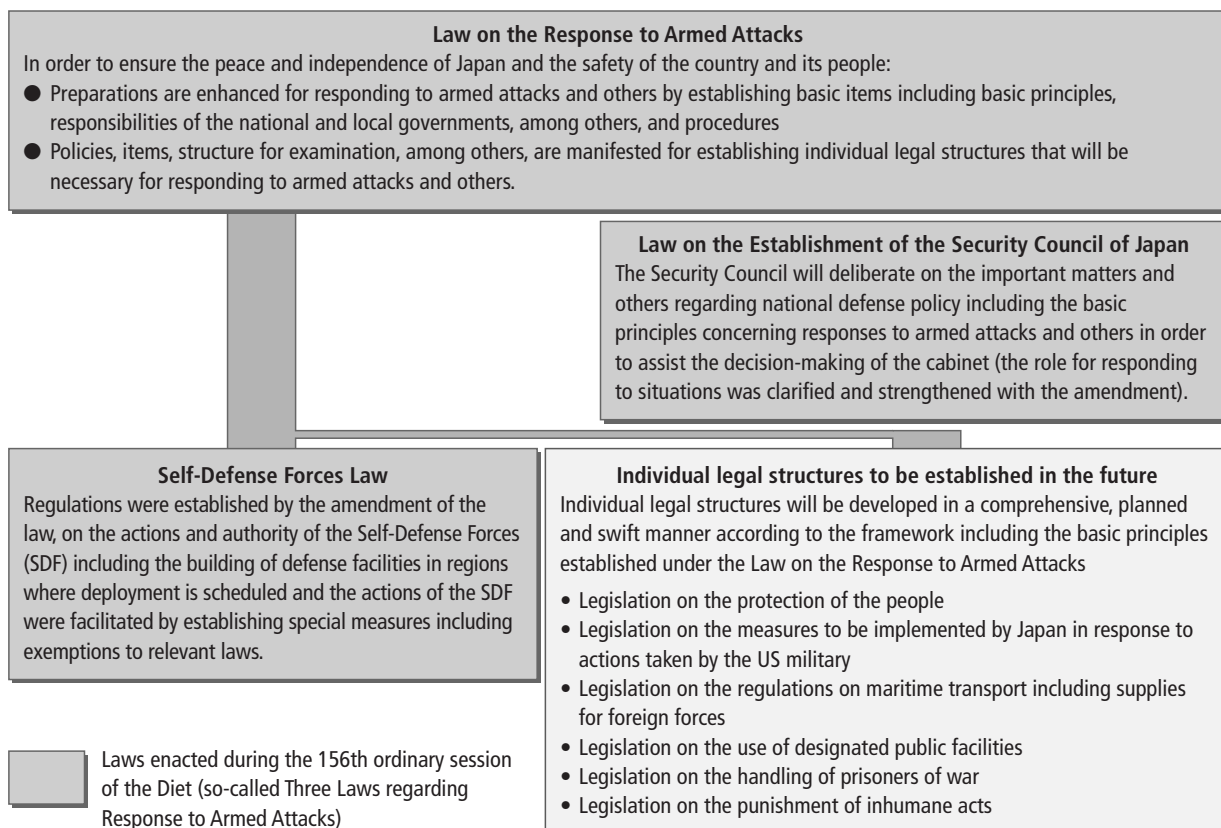 Law on the Response to Armed Attacks
In order to ensure the peace and independence of Japan and the safety of the country and its people:
● Preparations are enhanced for responding to armed attacks and others by establishing basic items including basic principles,
responsibilities of the national and local governments, among others, and procedures
● Policies, items, structure for examination, among others, are manifested for establishing individual legal structures that will be
necessary for responding to armed attacks and others.
Law on the Establishment of the Security Council of Japan
The Security Council will deliberate on the important matters and
others regarding national defense policy including the basic
principles concerning responses to armed attacks and others in order
to assist the decision-making of the cabinet (the role for responding
to situations was clarified and strengthened with the amendment).
Self-Defense Forces Law
Regulations were established by the amendment of the
law, on the actions and authority of the Self-Defense Forces
(SDF) including the building of defense facilities in regions
where deployment is scheduled and the actions of the SDF
were facilitated by establishing special measures including
exemptions to relevant laws.
Individual legal structures to be established in the future
Individual legal structures will be developed in a comprehensive, planned
and swift manner according to the framework including the basic principles
established under the Law on the Response to Armed Attacks
• Legislation on the protection of the people
• Legislation on the measures to be implemented by Japan in response to
actions taken by the US military
• Legislation on the regulations on maritime transport including supplies
for foreign forces
• Legislation on the use of designated public facilities
• Legislation on the handling of prisoners of war
• Legislation on the punishment of inhumane acts
Laws enacted during the 156th ordinary session
of the Diet (so-called Three Laws regarding
Response to Armed Attacks)